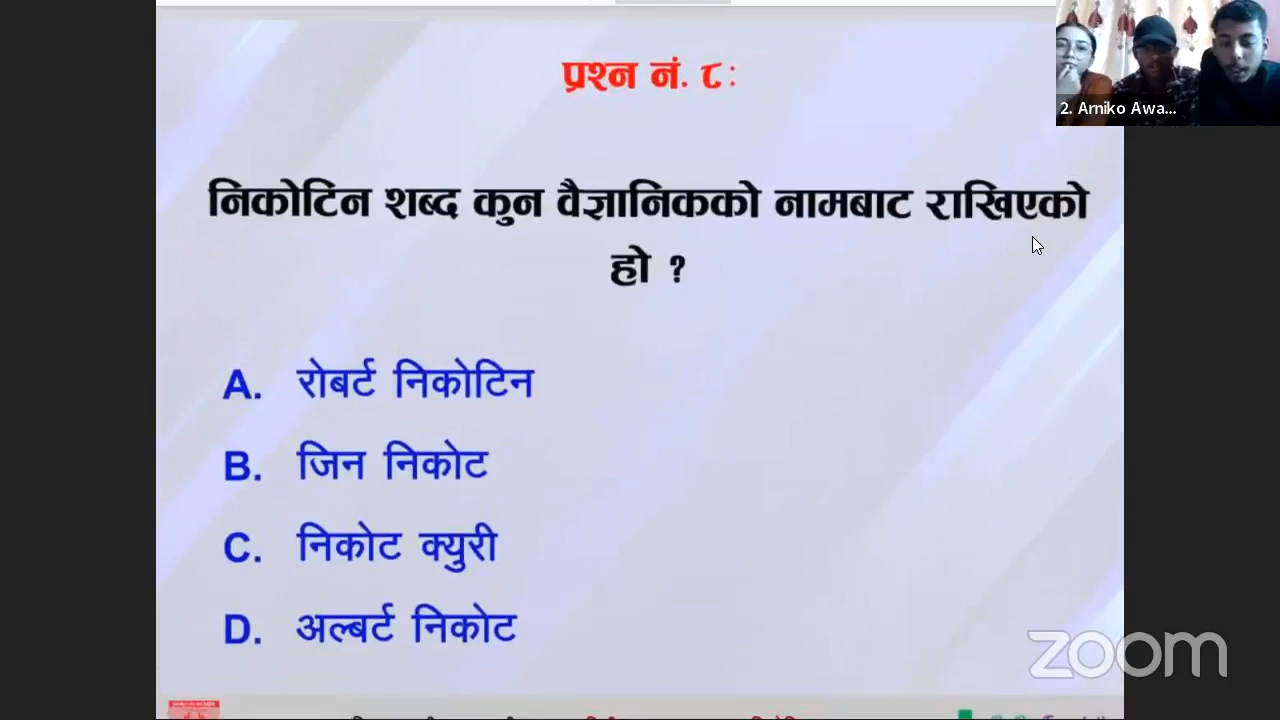 प्रश्न नं. ८:
2. Arniko Awa...
निकोटिन शब्द कुन वैज्ञानिकको नामबाट राखिएको
हो ?
A. रोबर्ट निकोटिन
B. जिन निकोट
C. निकोट क्युरी
D. अल्बर्ट निकोट
zoom